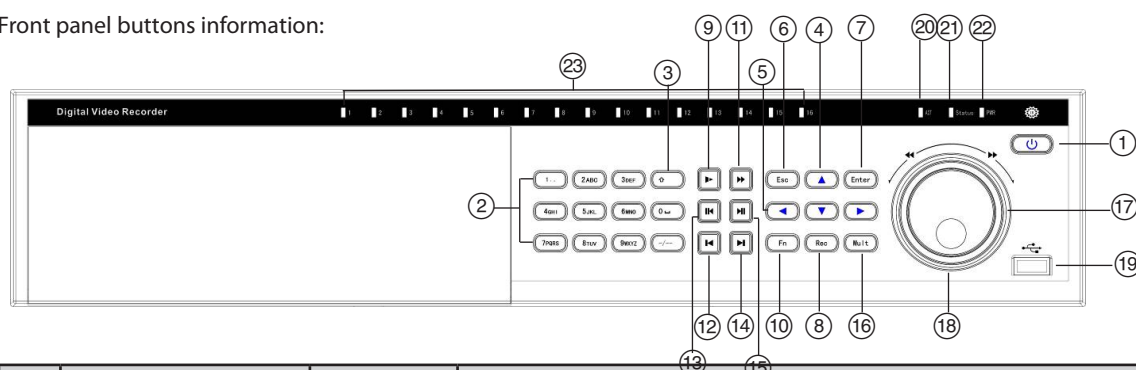 Front panel buttons information:
9 11 6 4 7 20 21 22
23 3 5
Digital Video Recorder 1 2 3 4 5 6 7 8 9 10 11 12 13 14 15 16 ACT Status PWR
1
1.. 2ABC 3DEF Esc Enter
2 4GHI 5JKL 6MNO 0 17
7PQRS 8TUV 9WXYZ -/-- Fn Rec Mult
19
12 14 10 8 16 18
13 15